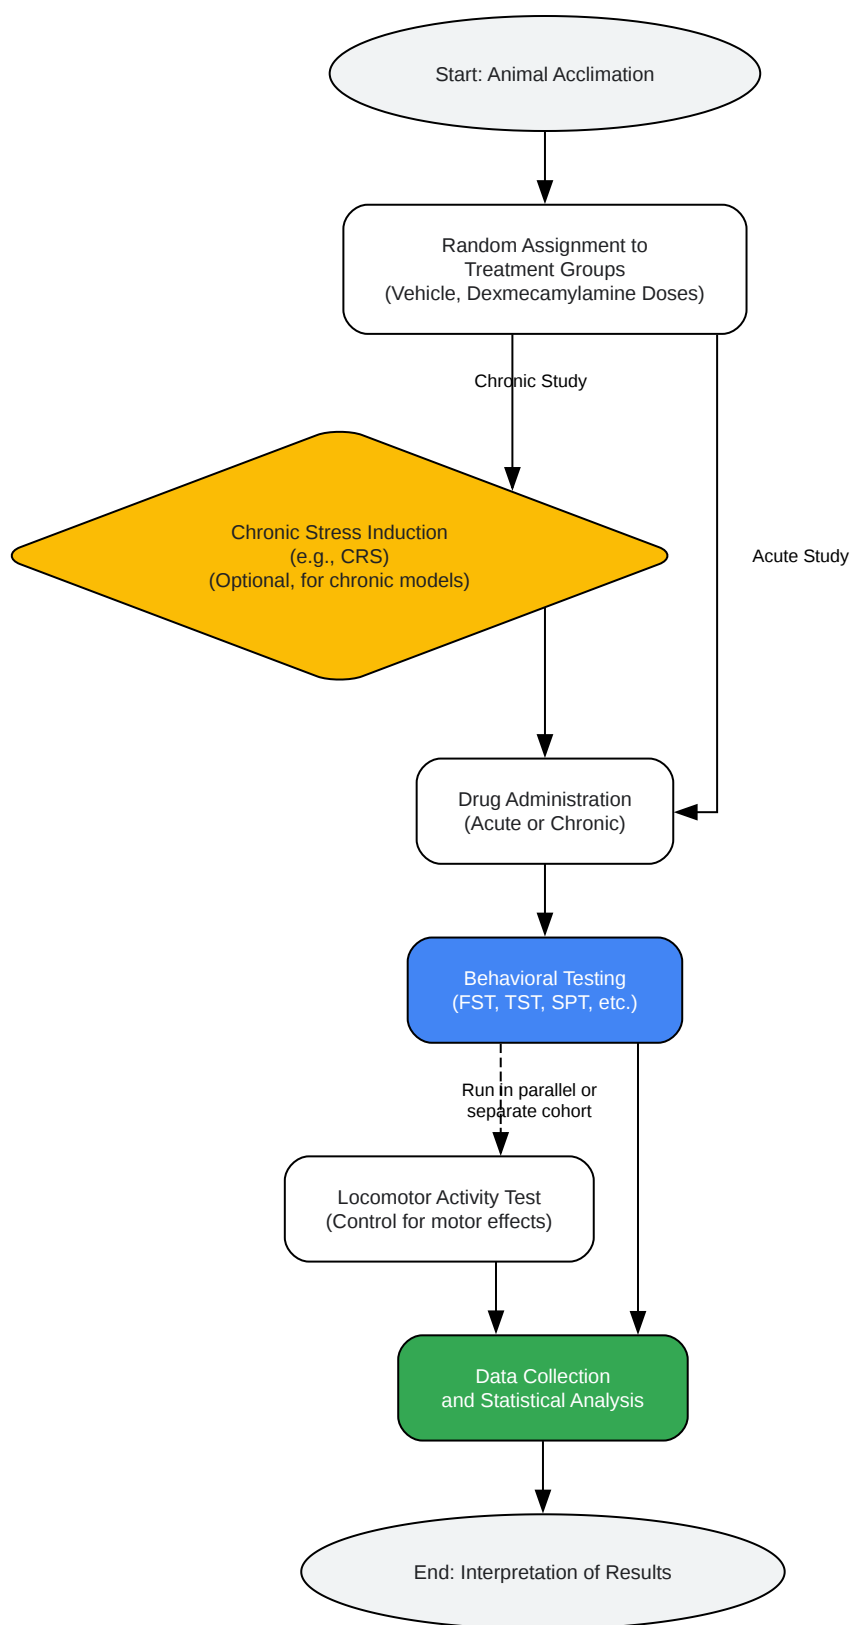 Start: Animal Acclimation
Random Assignment to
Treatment Groups
(Vehicle, Dexmecamylamine Doses)
Chronic Study
Chronic Stress Induction
(e.g., CRS)
(Optional, for chronic models)
Acute Study
Drug Administration
(Acute or Chronic)
Behavioral Testing
(FST, TST, SPT, etc.)
Run in parallel or
separate cohort
Locomotor Activity Test
(Control for motor effects)
Data Collection
and Statistical Analysis
End: Interpretation of Results